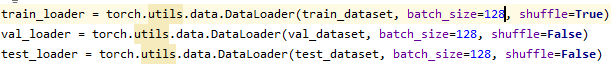 train_loader = torch.utils.data.DataLoader(train_dataset, batch_size=128, shuffle=True)
val_loader = torch.utils.data.DataLoader(val_dataset, batch_size=128, shuffle=False)
test_loader = torch.utils.data.DataLoader(test_dataset, batch_size=128, shuffle=False)